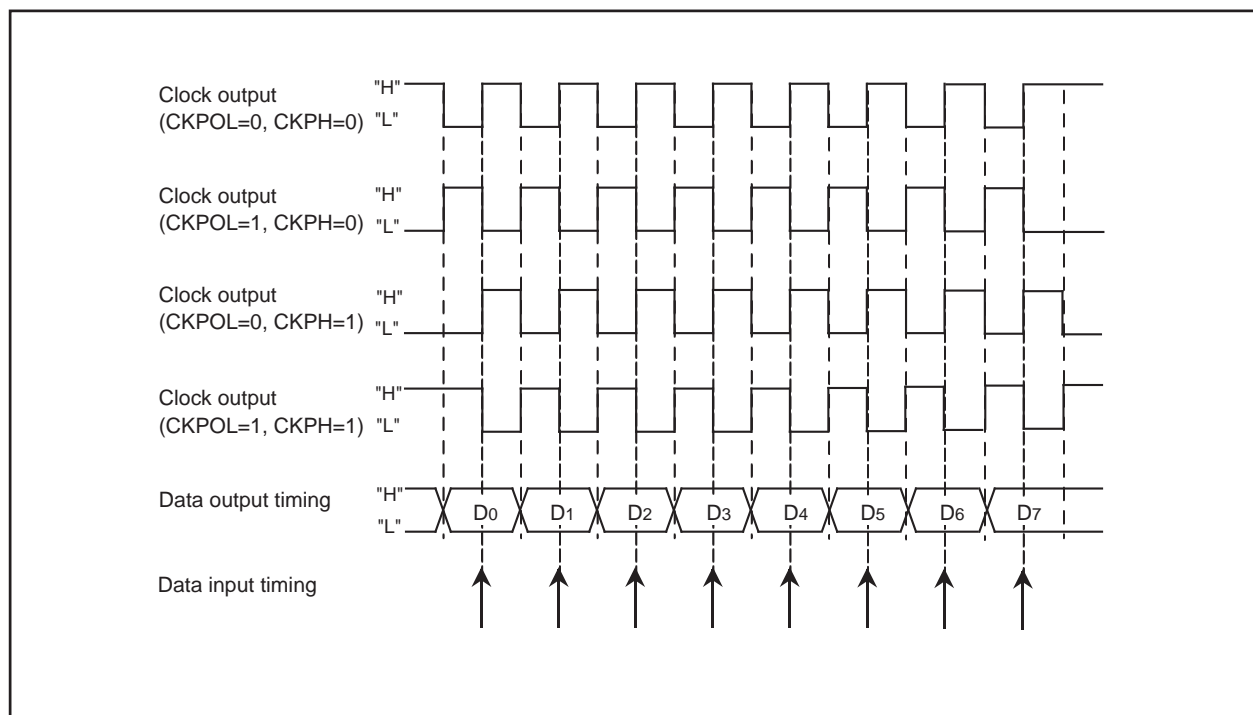 Clock output
(CKPOL=0, CKPH=0)
"H"
"L"
Clock output
(CKPOL=1, CKPH=0)
"H"
"L"
Clock output
(CKPOL=0, CKPH=1)
"H"
"L"
Clock output
(CKPOL=1, CKPH=1)
"H"
"L"
Data output timing
"H"
"L"
D0 D1 D2 D3 D4 D5 D6 D7
Data input timing